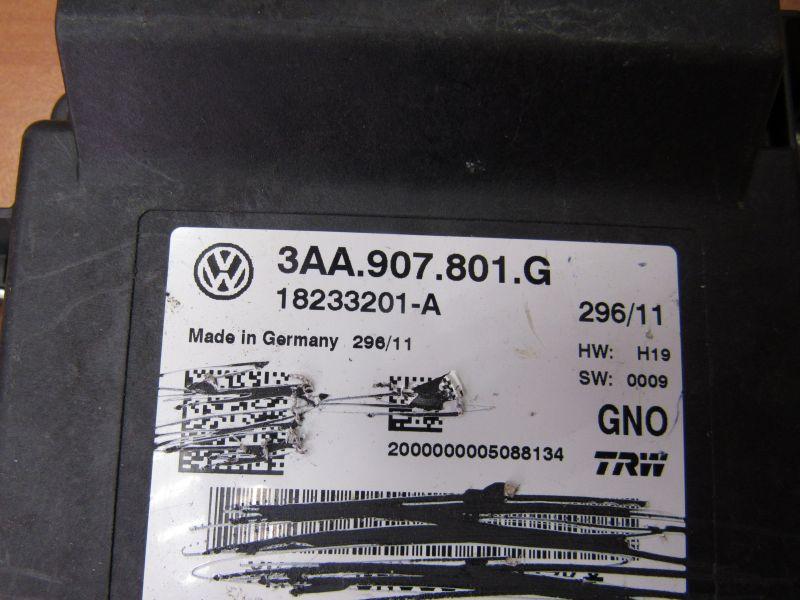 3AA.907.801.G
18233201-A
296/11
Made in Germany 296/11
HW: H19
SW: 0009
GNO
2000000005088134
TRW